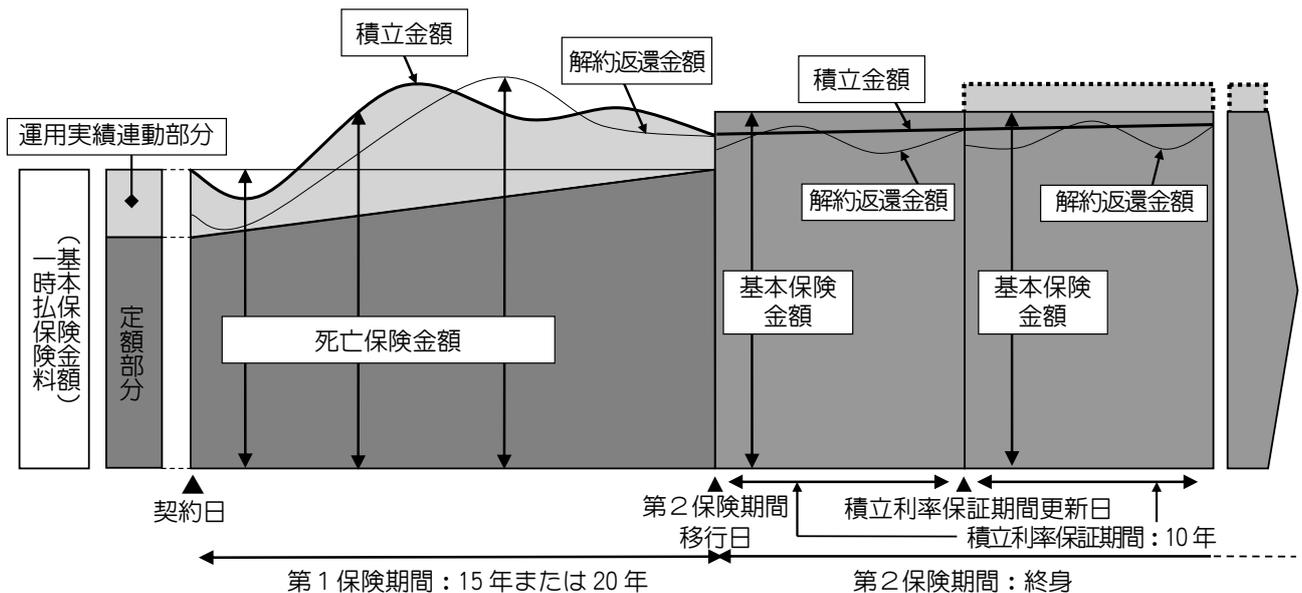 積立金額
解約返還金額
積立金額
運用実績連動部分
解約返還金額
解約返還金額
一時払保険料
（基本保険金額）
定額部分
死亡保険金額
基本保険
金額
基本保険
金額
契約日
第2保険期間
移行日
積立利率保証期間更新日
積立利率保証期間：10年
第1保険期間：15年または20年
第2保険期間：終身